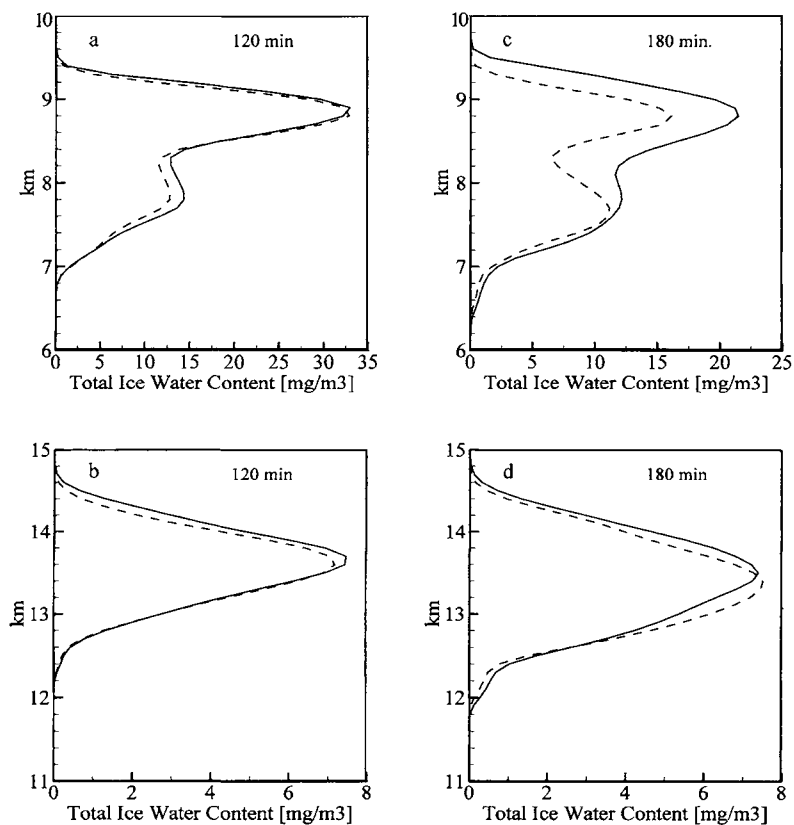 a
120 min
10
9
8
7
6
km
0 5 10 15 20 25 30 35
Total Ice Water Content [mg/m3]
c
180 min.
10
9
8
7
6
km
0 5 10 15 20 25
Total Ice Water Content [mg/m3]
b
120 min
15
14
13
12
11
km
0 2 4 6 8
Total Ice Water Content [mg/m3]
d
180 min
15
14
13
12
11
km
0 2 4 6 8
Total Ice Water Content [mg/m3]